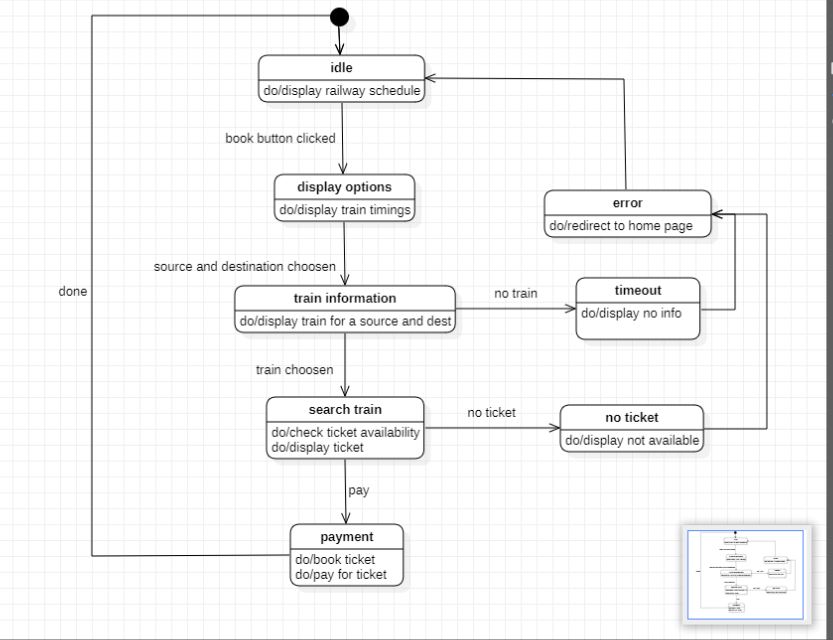 idle
do/display railway schedule
book button clicked
display options
do/display train timings
error
do/redirect to home page
source and destination choosen
done
train information
do/display train for a source and dest
no train
timeout
do/display no info
train choosen
search train
do/check ticket availability
do/display ticket
no ticket
no ticket
do/display not available
pay
payment
do/book ticket
do/pay for ticket